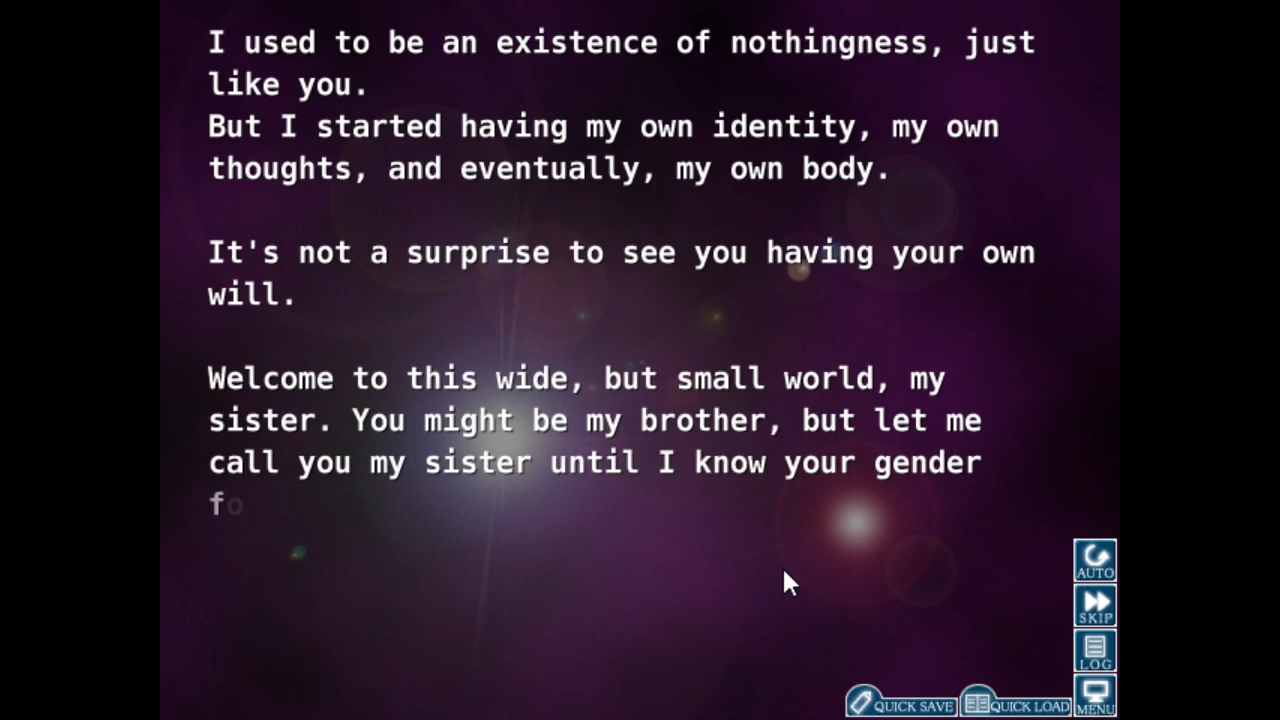 I used to be an existence of nothingness, just
like you.
But I started having my own identity, my own
thoughts, and eventually, my own body.
It's not a surprise to see you having your own
will.
Welcome to this wide, but small world, my
sister. You might be my brother, but let me
call you my sister until I know your gender
fo
AUTO
SKIP
LOG
QUICK SAVE
QUICK LOAD
MENU